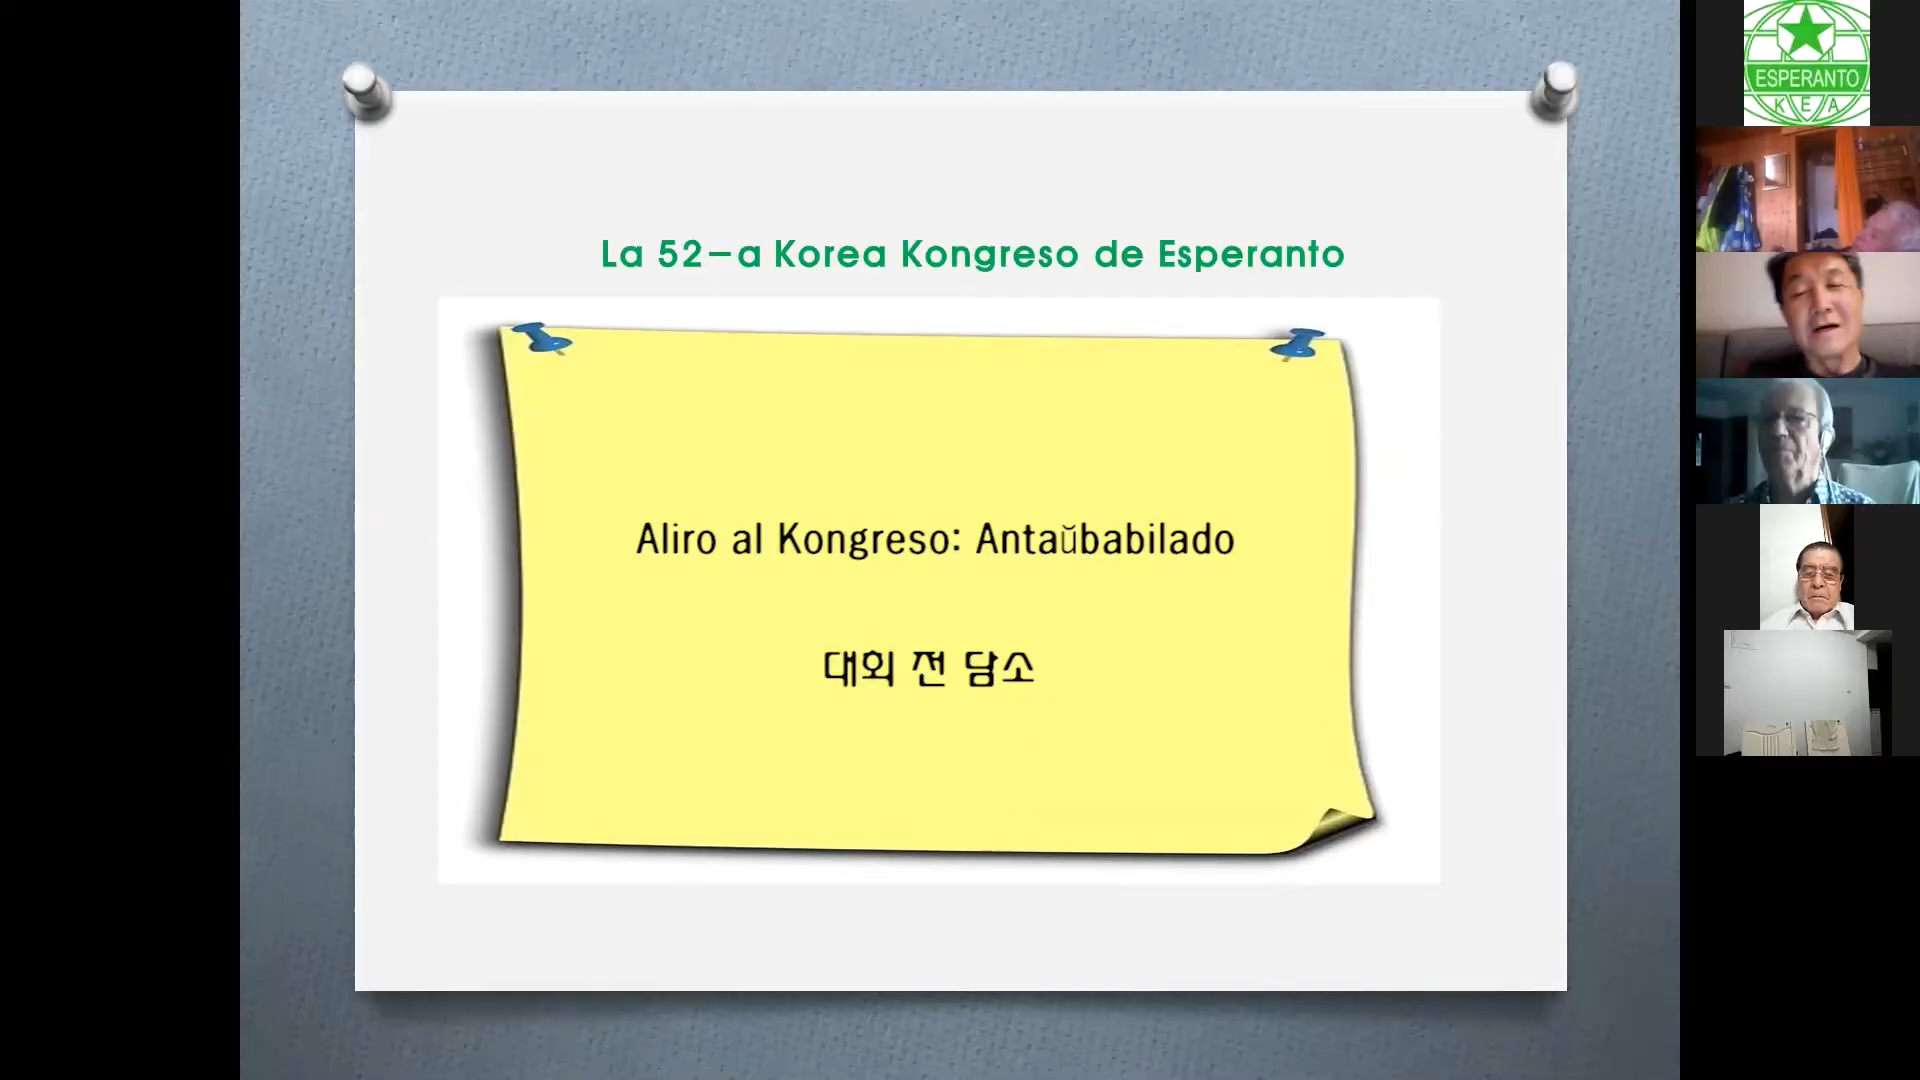 La 52-a Korea Kongreso de Esperanto
Aliro al Kongreso: Antaŭbabilado
대회 전 담소
ESPERANTO
K E A